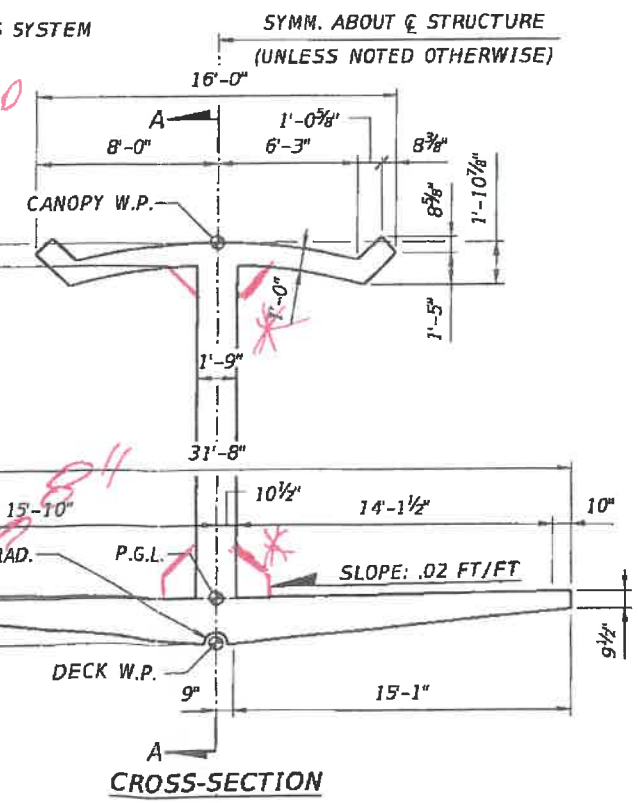 SYSTEM
SYMM. ABOUT ℄ STRUCTURE
(UNLESS NOTED OTHERWISE)
16'-0"
A
1'-0⅝"
8'-0"
6'-3"
8⅜"
8⅝"
1'-10⅞"
CANOPY W.P.
1'-0"
1'-5"
1'-9"
31'-8"
15'-10"
10½"
14'-1½"
10"
RAD.
P.G.L.
SLOPE: .02 FT/FT
9½"
DECK W.P.
9"
15'-1"
A
CROSS-SECTION